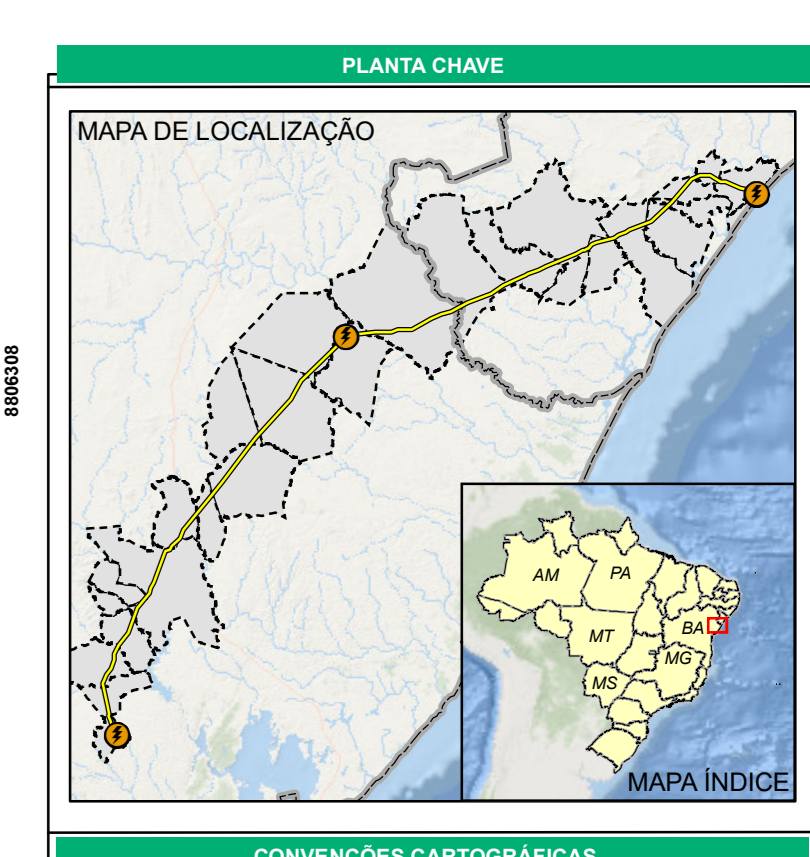 PLANTA CHAVE
MAPA DE LOCALIZAÇÃO
8806308
AM
PA
MT
BA
MG
MS
MAPA ÍNDICE
CONVENÇÕES CARTOGRÁFICAS